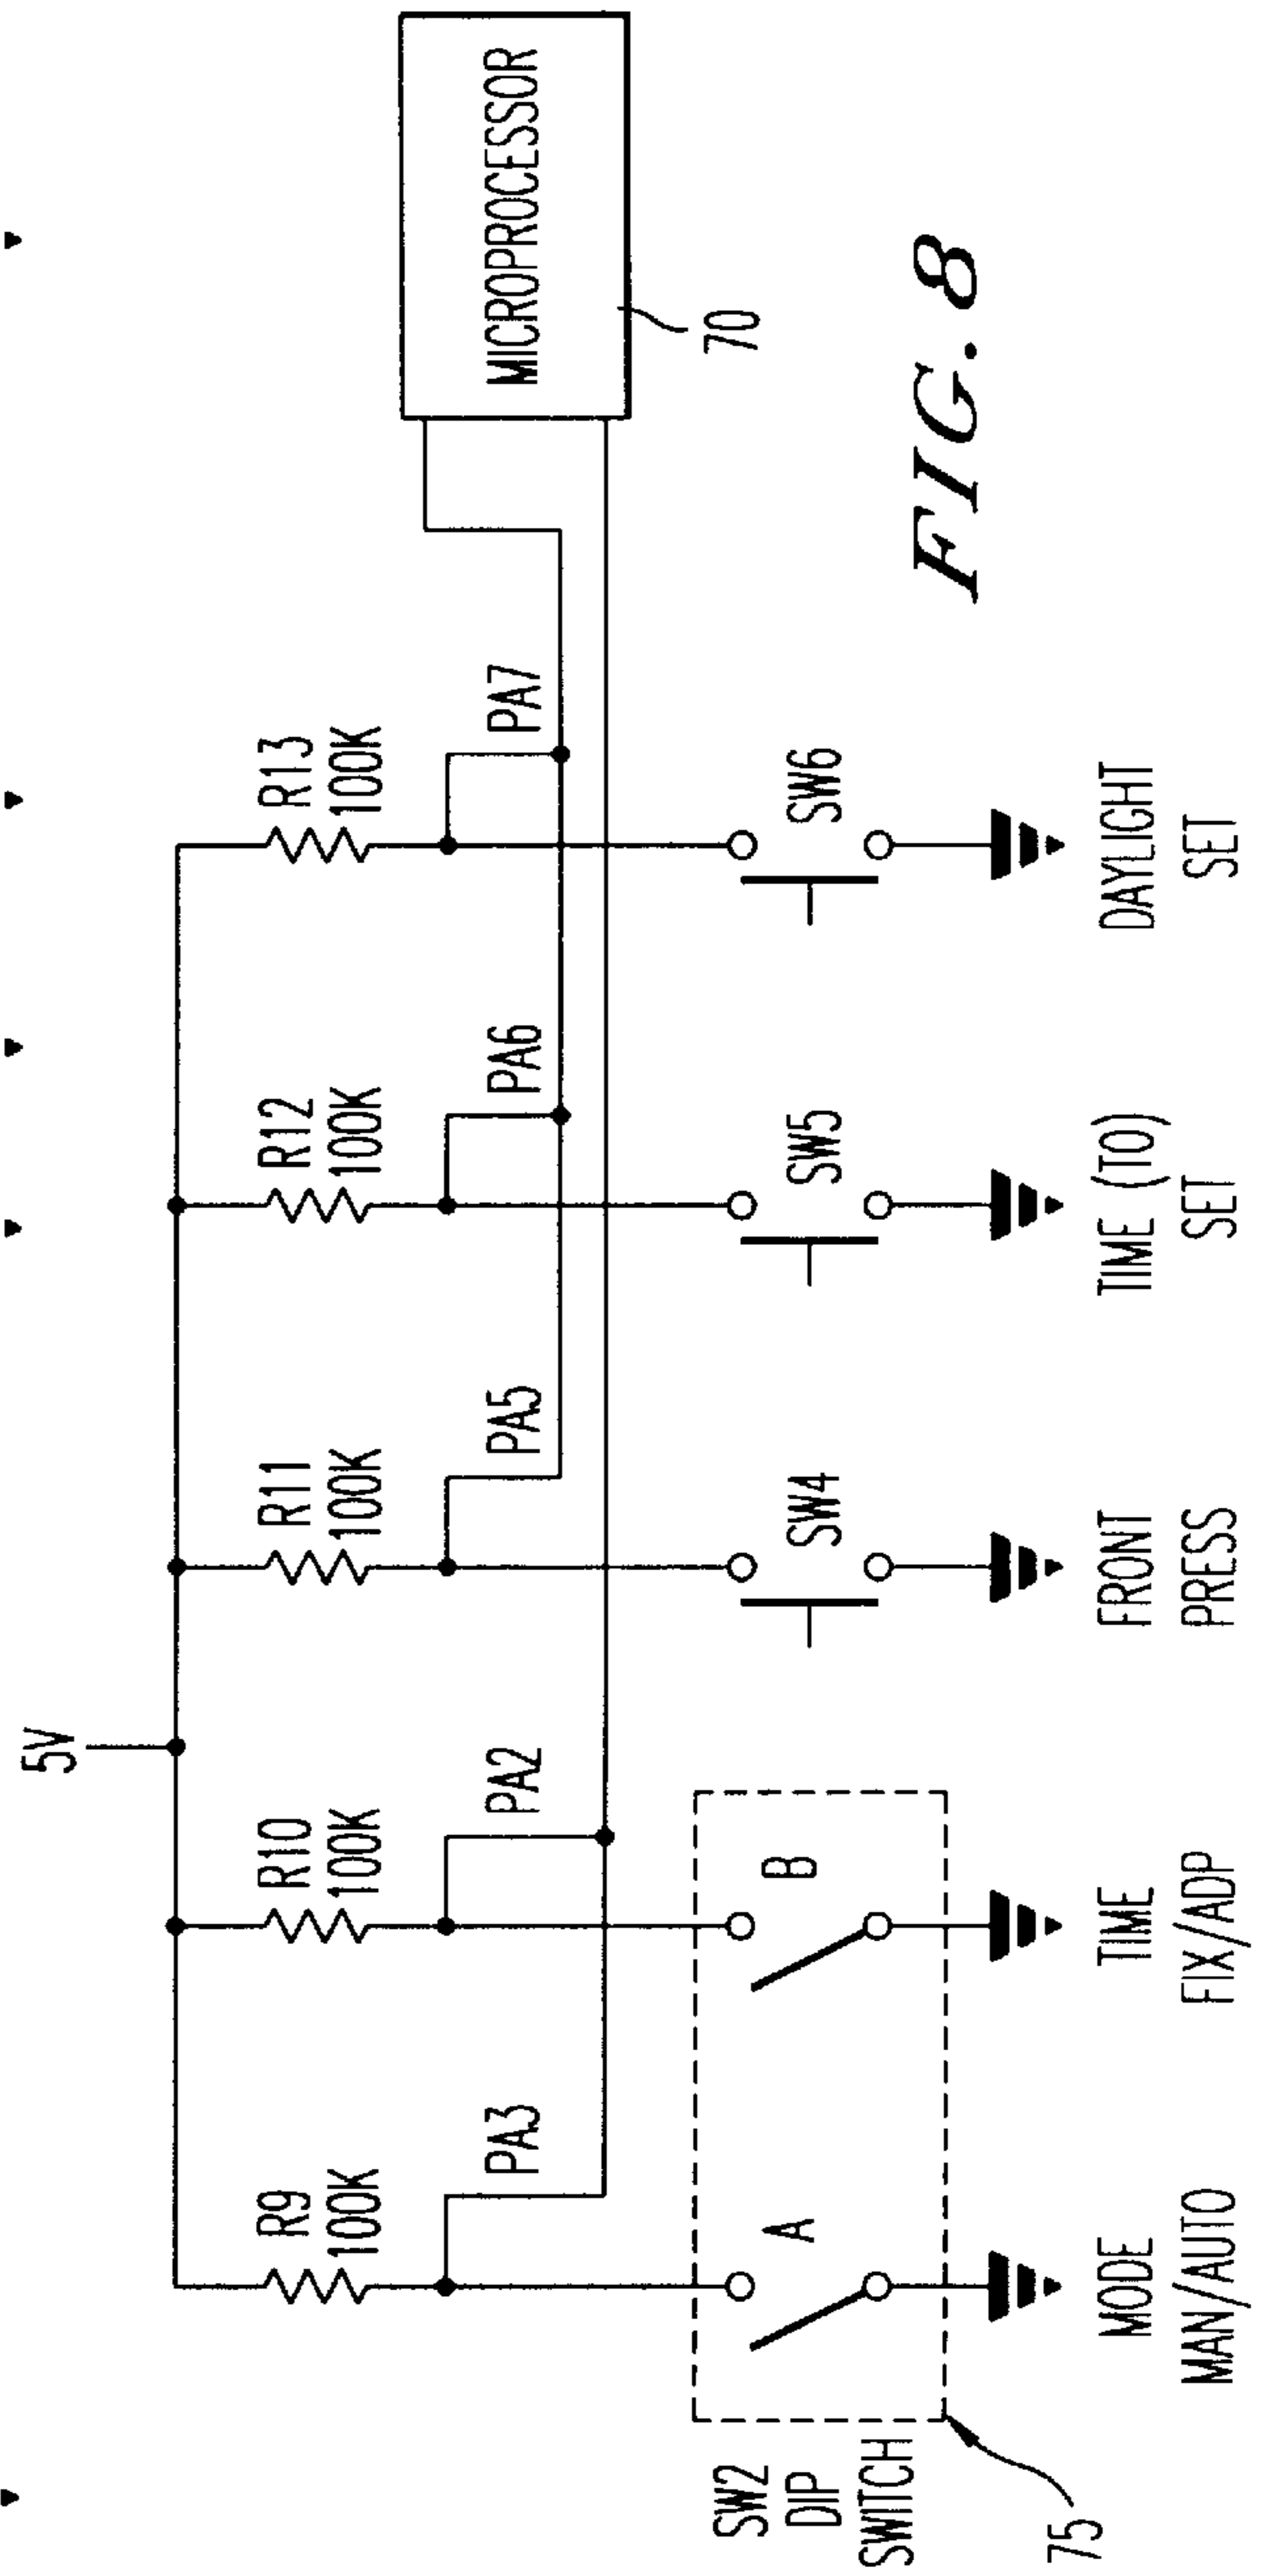 5V
R9
100K
R10
100K
R11
100K
R12
100K
R13
100K
PA3
PA2
PA5
PA6
PA7
MICROPROCESSOR
70
SW2
DIP
SWITCH
75
A
B
SW4
SW5
SW6
MODE
MAN/AUTO
TIME
FIX/ADP
FRONT
PRESS
TIME (TO)
SET
DAYLIGHT
SET
FIG. 8